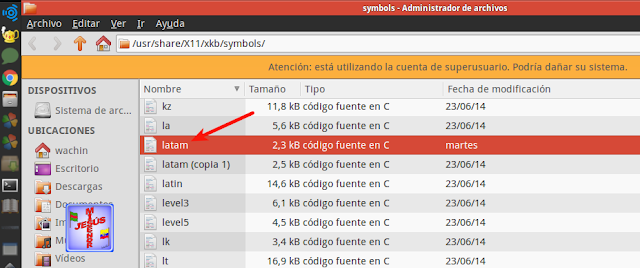 symbols - Administrador de archivos
Archivo Editar Ver Ir Ayuda
/usr/share/X11/xkb/symbols/
Atención: está utilizando la cuenta de superusuario. Podría dañar su sistema.
DISPOSITIVOS
Sistema de arc...
UBICACIONES
wachin
Escritorio
Descargas
Documentos
Vídeos
Nombre Tamaño Tipo Fecha de modificación
kz 11,8 kB código fuente en C 23/06/14
la 5,6 kB código fuente en C 23/06/14
latam 2,3 kB código fuente en C martes
latam (copia 1) 2,5 kB código fuente en C 23/06/14
latin 14,6 kB código fuente en C 23/06/14
level3 6,1 kB código fuente en C 23/06/14
level5 4,5 kB código fuente en C 23/06/14
lk 3,4 kB código fuente en C 23/06/14
lt 16,9 kB código fuente en C 23/06/14
JESÚS